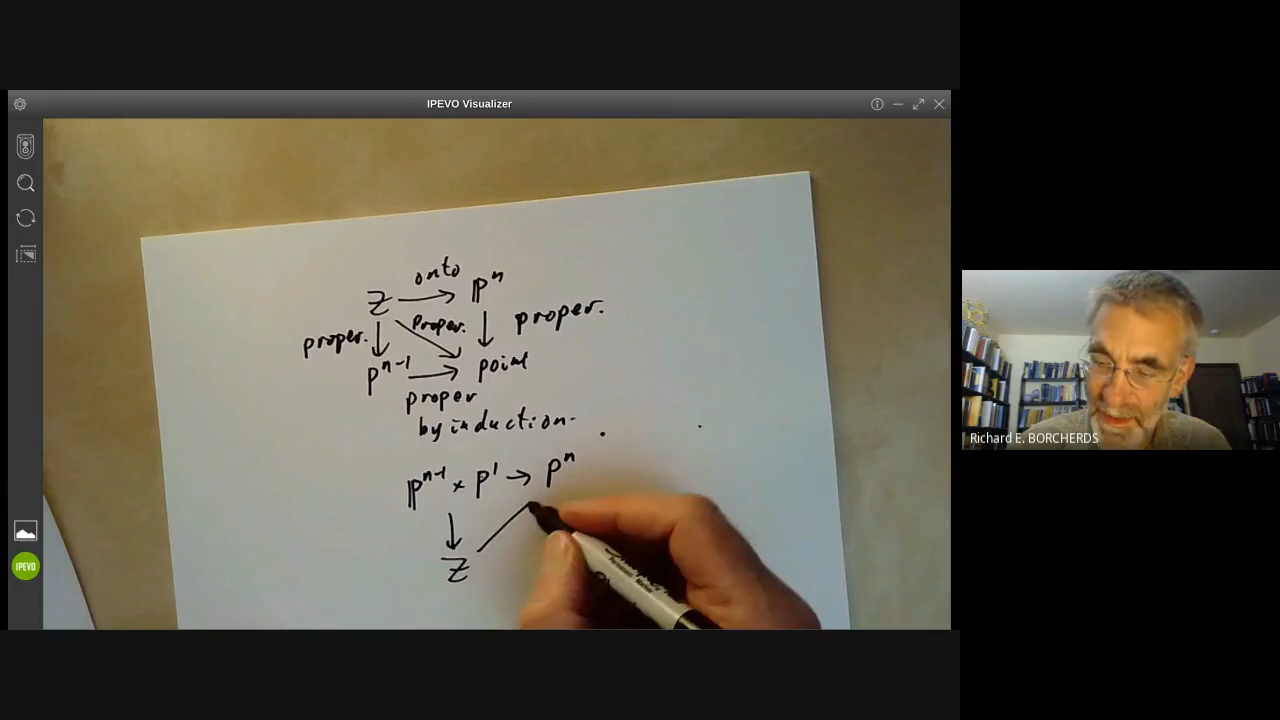 IPEVO Visualizer
onto
Z → ℙⁿ
proper. proper. proper.
pⁿ⁻¹ → point
proper
by induction.
ℙⁿ⁻¹ × P¹ → Pⁿ
↓
Z
IPEVO
Richard E. BORCHERDS